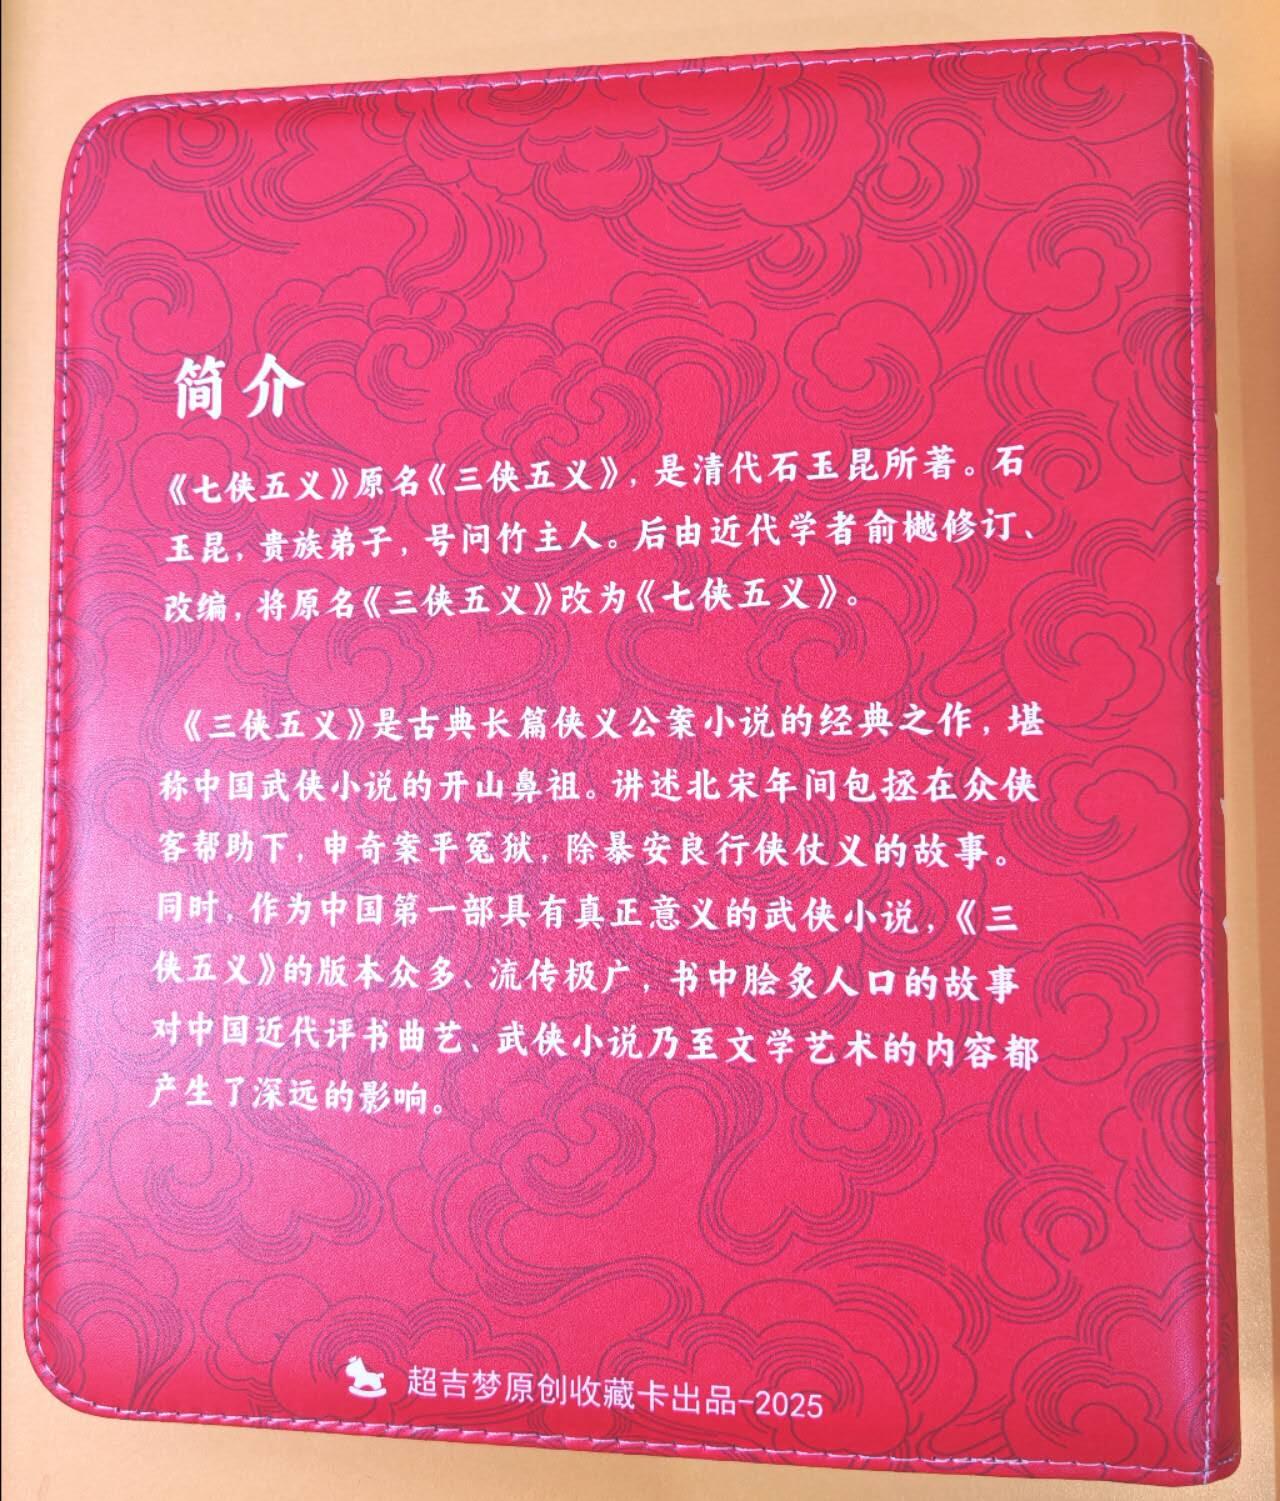 简介
《七侠五义》原名《三侠五义》，是清代石玉昆所著。石
玉昆，贵族弟子，号问竹主人。后由近代学者俞樾修订、
改编，将原名《三侠五义》改为《七侠五义》。
《三侠五义》是古典长篇侠义公案小说的经典之作，堪
称中国武侠小说的开山鼻祖。讲述北宋年间包拯在众侠
客帮助下，申奇案平冤狱，除暴安良行侠仗义的故事。
同时，作为中国第一部具有真正意义的武侠小说，《三
侠五义》的版本众多、流传极广，书中脍炙人口的故事
对中国近代评书曲艺、武侠小说乃至文学艺术的内容都
产生了深远的影响。
超吉梦原创收藏卡出品-2025